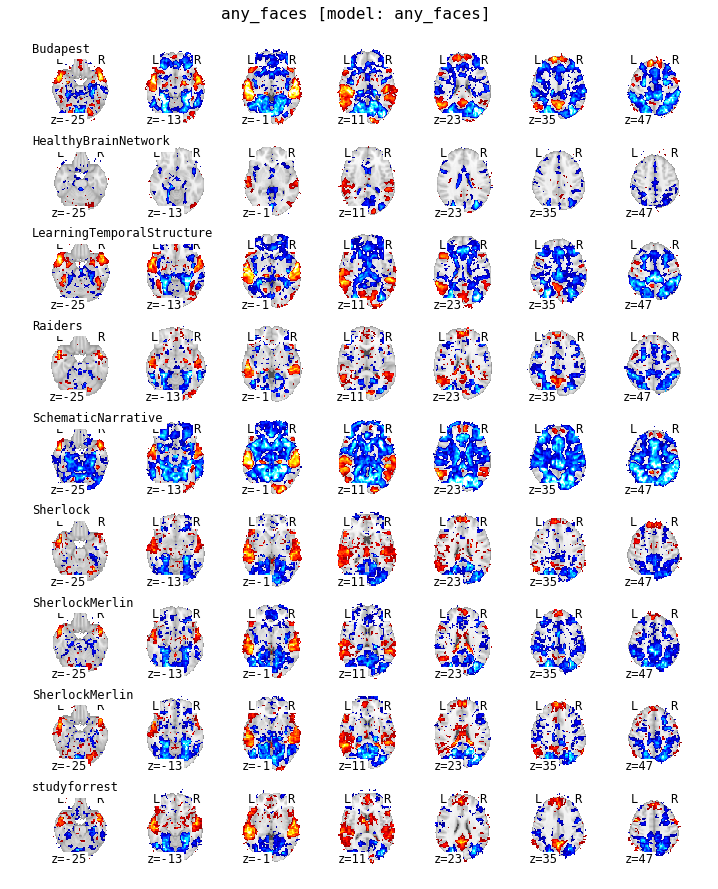 any_faces [model: any_faces]
Budapest
L R L R L R L R L R L R L R
z=-25 z=-13 z=-1 z=11 z=23 z=35 z=47
HealthyBrainNetwork
L R L R L R L R L R L R L R
z=-25 z=-13 z=-1 z=11 z=23 z=35 z=47
LearningTemporalStructure
L R L R L R L R L R L R L R
z=-25 z=-13 z=-1 z=11 z=23 z=35 z=47
Raiders
L R L R L R L R L R L R L R
z=-25 z=-13 z=-1 z=11 z=23 z=35 z=47
SchematicNarrative
L R L R L R L R L R L R L R
z=-25 z=-13 z=-1 z=11 z=23 z=35 z=47
Sherlock
L R L R L R L R L R L R L R
z=-25 z=-13 z=-1 z=11 z=23 z=35 z=47
SherlockMerlin
L R L R L R L R L R L R L R
z=-25 z=-13 z=-1 z=11 z=23 z=35 z=47
SherlockMerlin
L R L R L R L R L R L R L R
z=-25 z=-13 z=-1 z=11 z=23 z=35 z=47
studyforrest
L R L R L R L R L R L R L R
z=-25 z=-13 z=-1 z=11 z=23 z=35 z=47